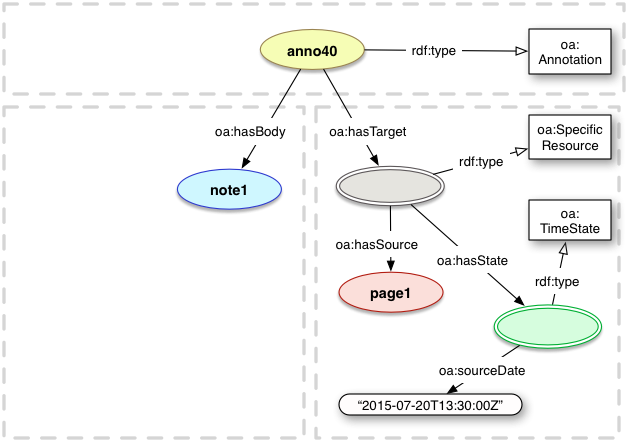 anno40
rdf:type
oa:
Annotation
oa:hasBody
oa:hasTarget
oa:Specific
Resource
rdf:type
note1
oa:
TimeState
oa:hasSource
oa:hasState
rdf:type
page1
oa:sourceDate
“2015-07-20T13:30:00Z”